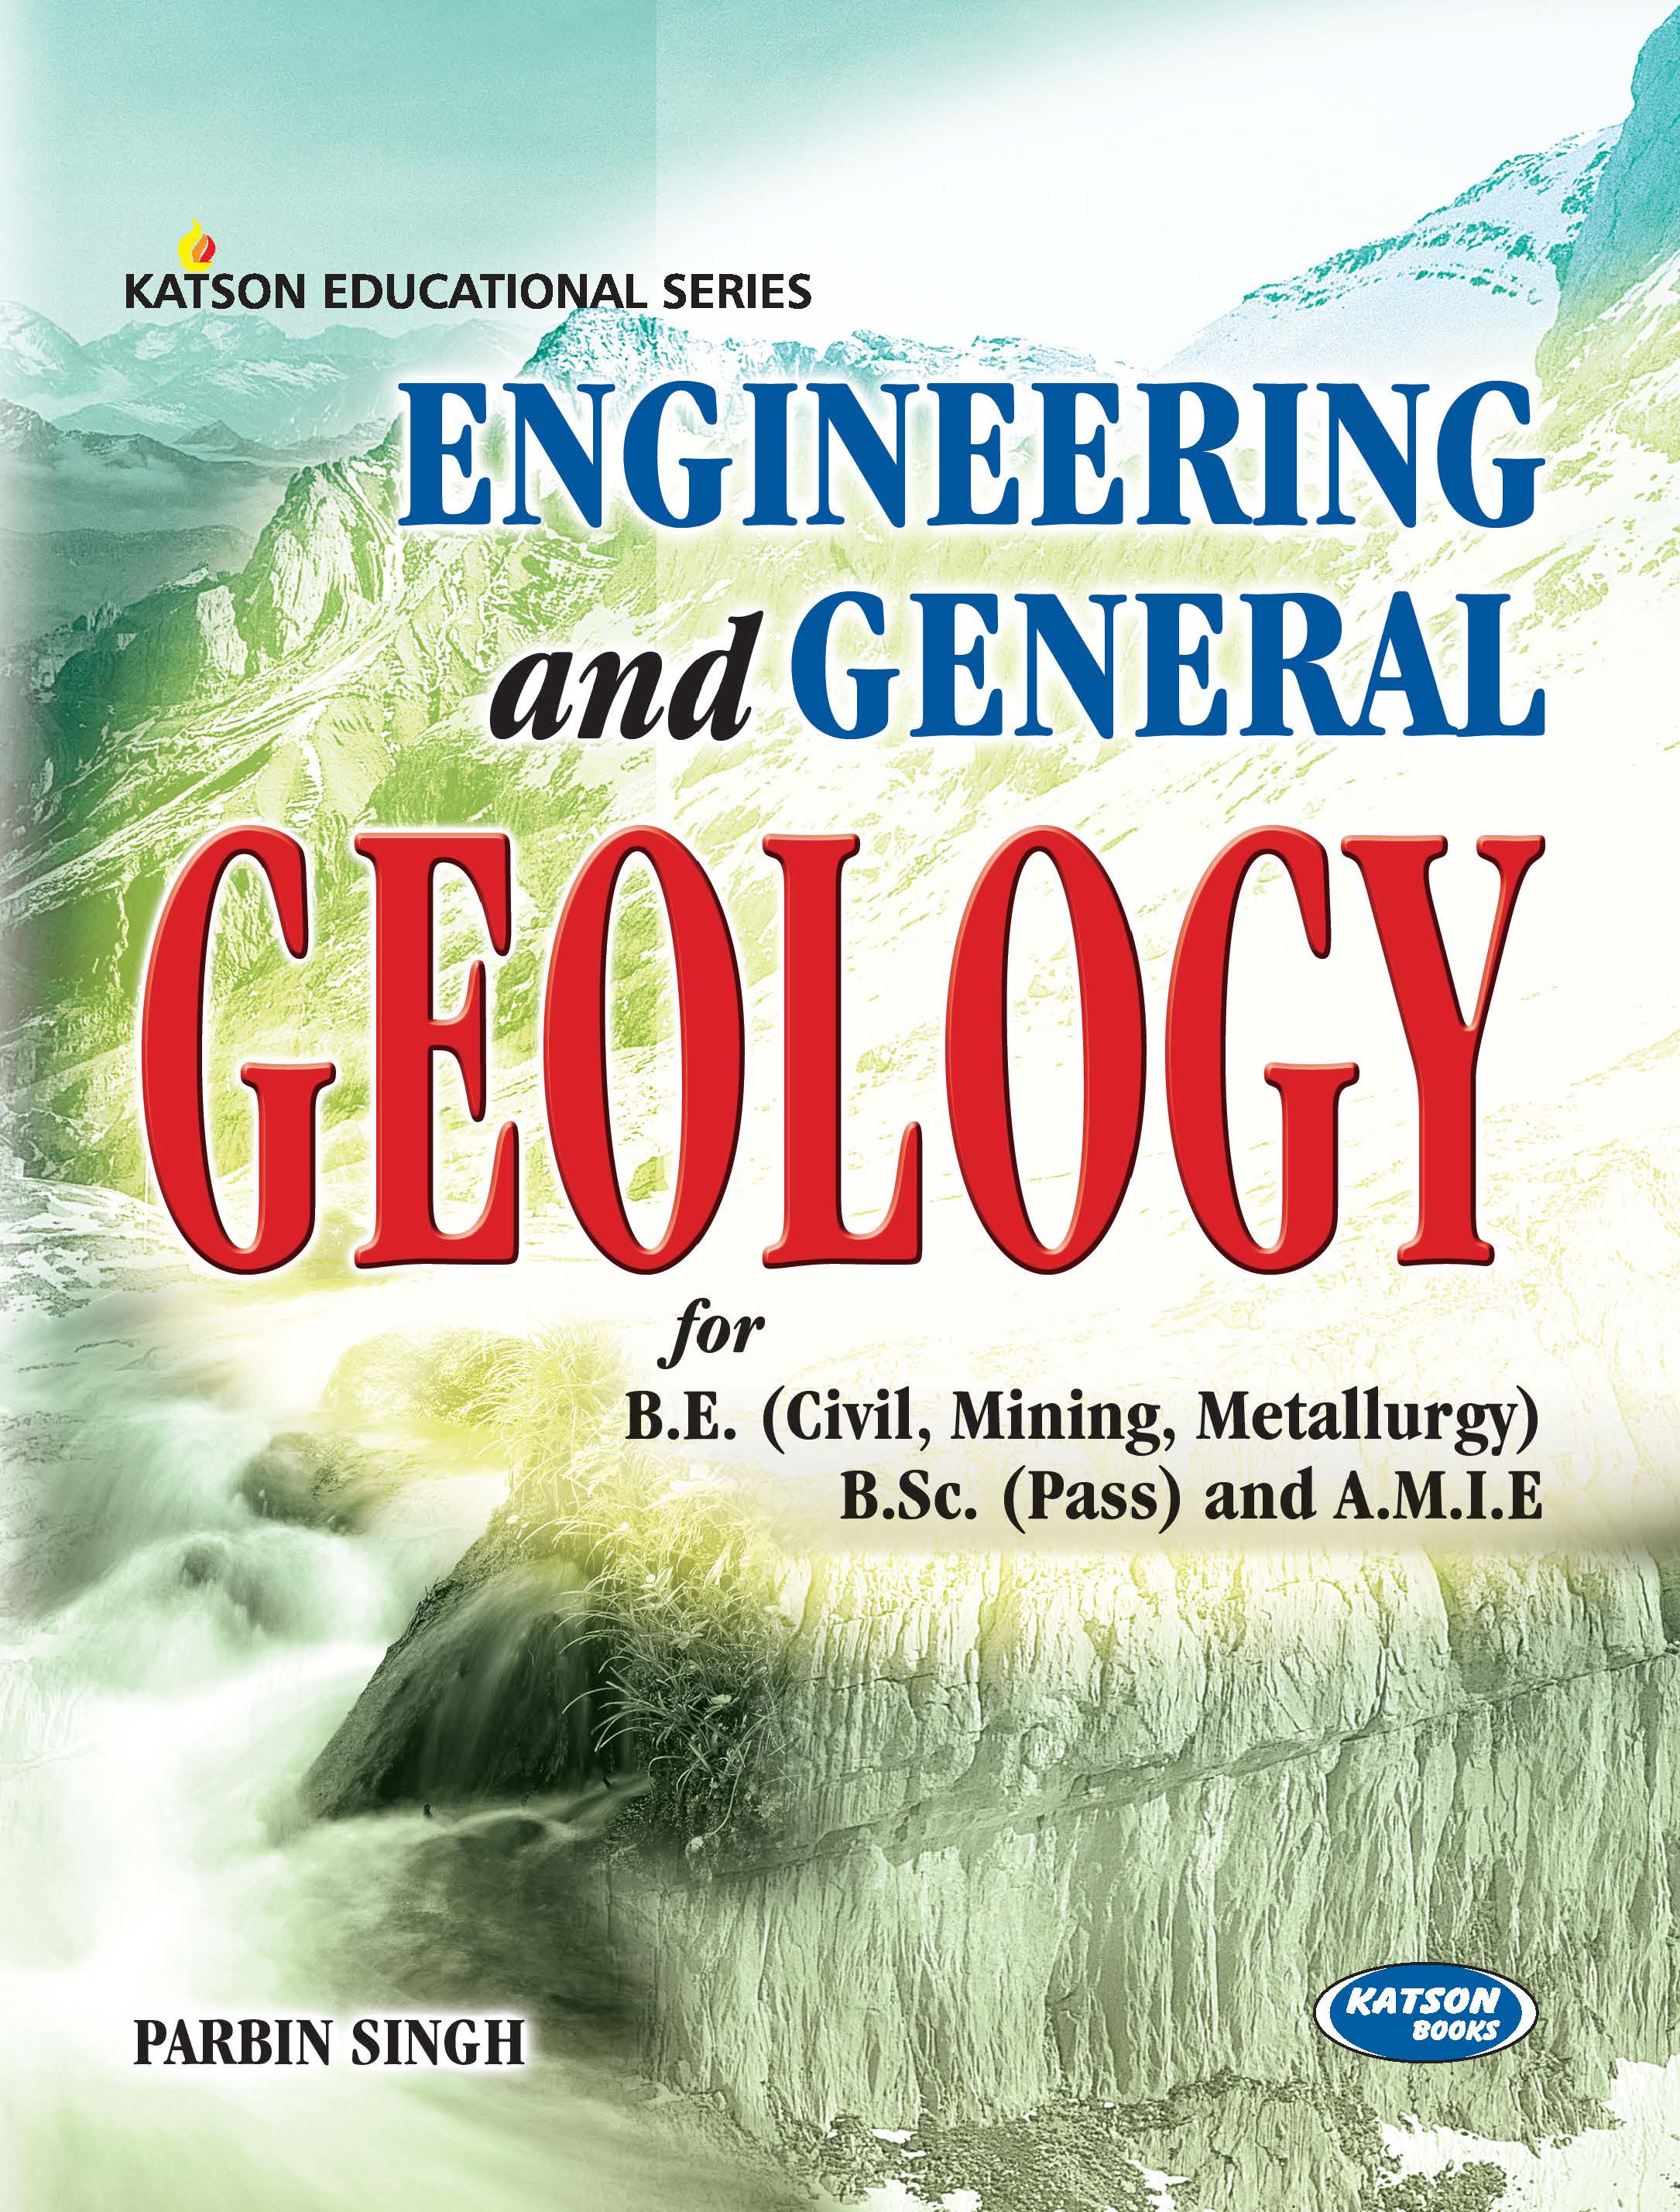 KATSON EDUCATIONAL SERIES
ENGINEERING
and GENERAL
GEOLOGY
for
B.E. (Civil, Mining, Metallurgy)
B.Sc. (Pass) and A.M.I.E
PARBIN SINGH
KATSON
BOOKS